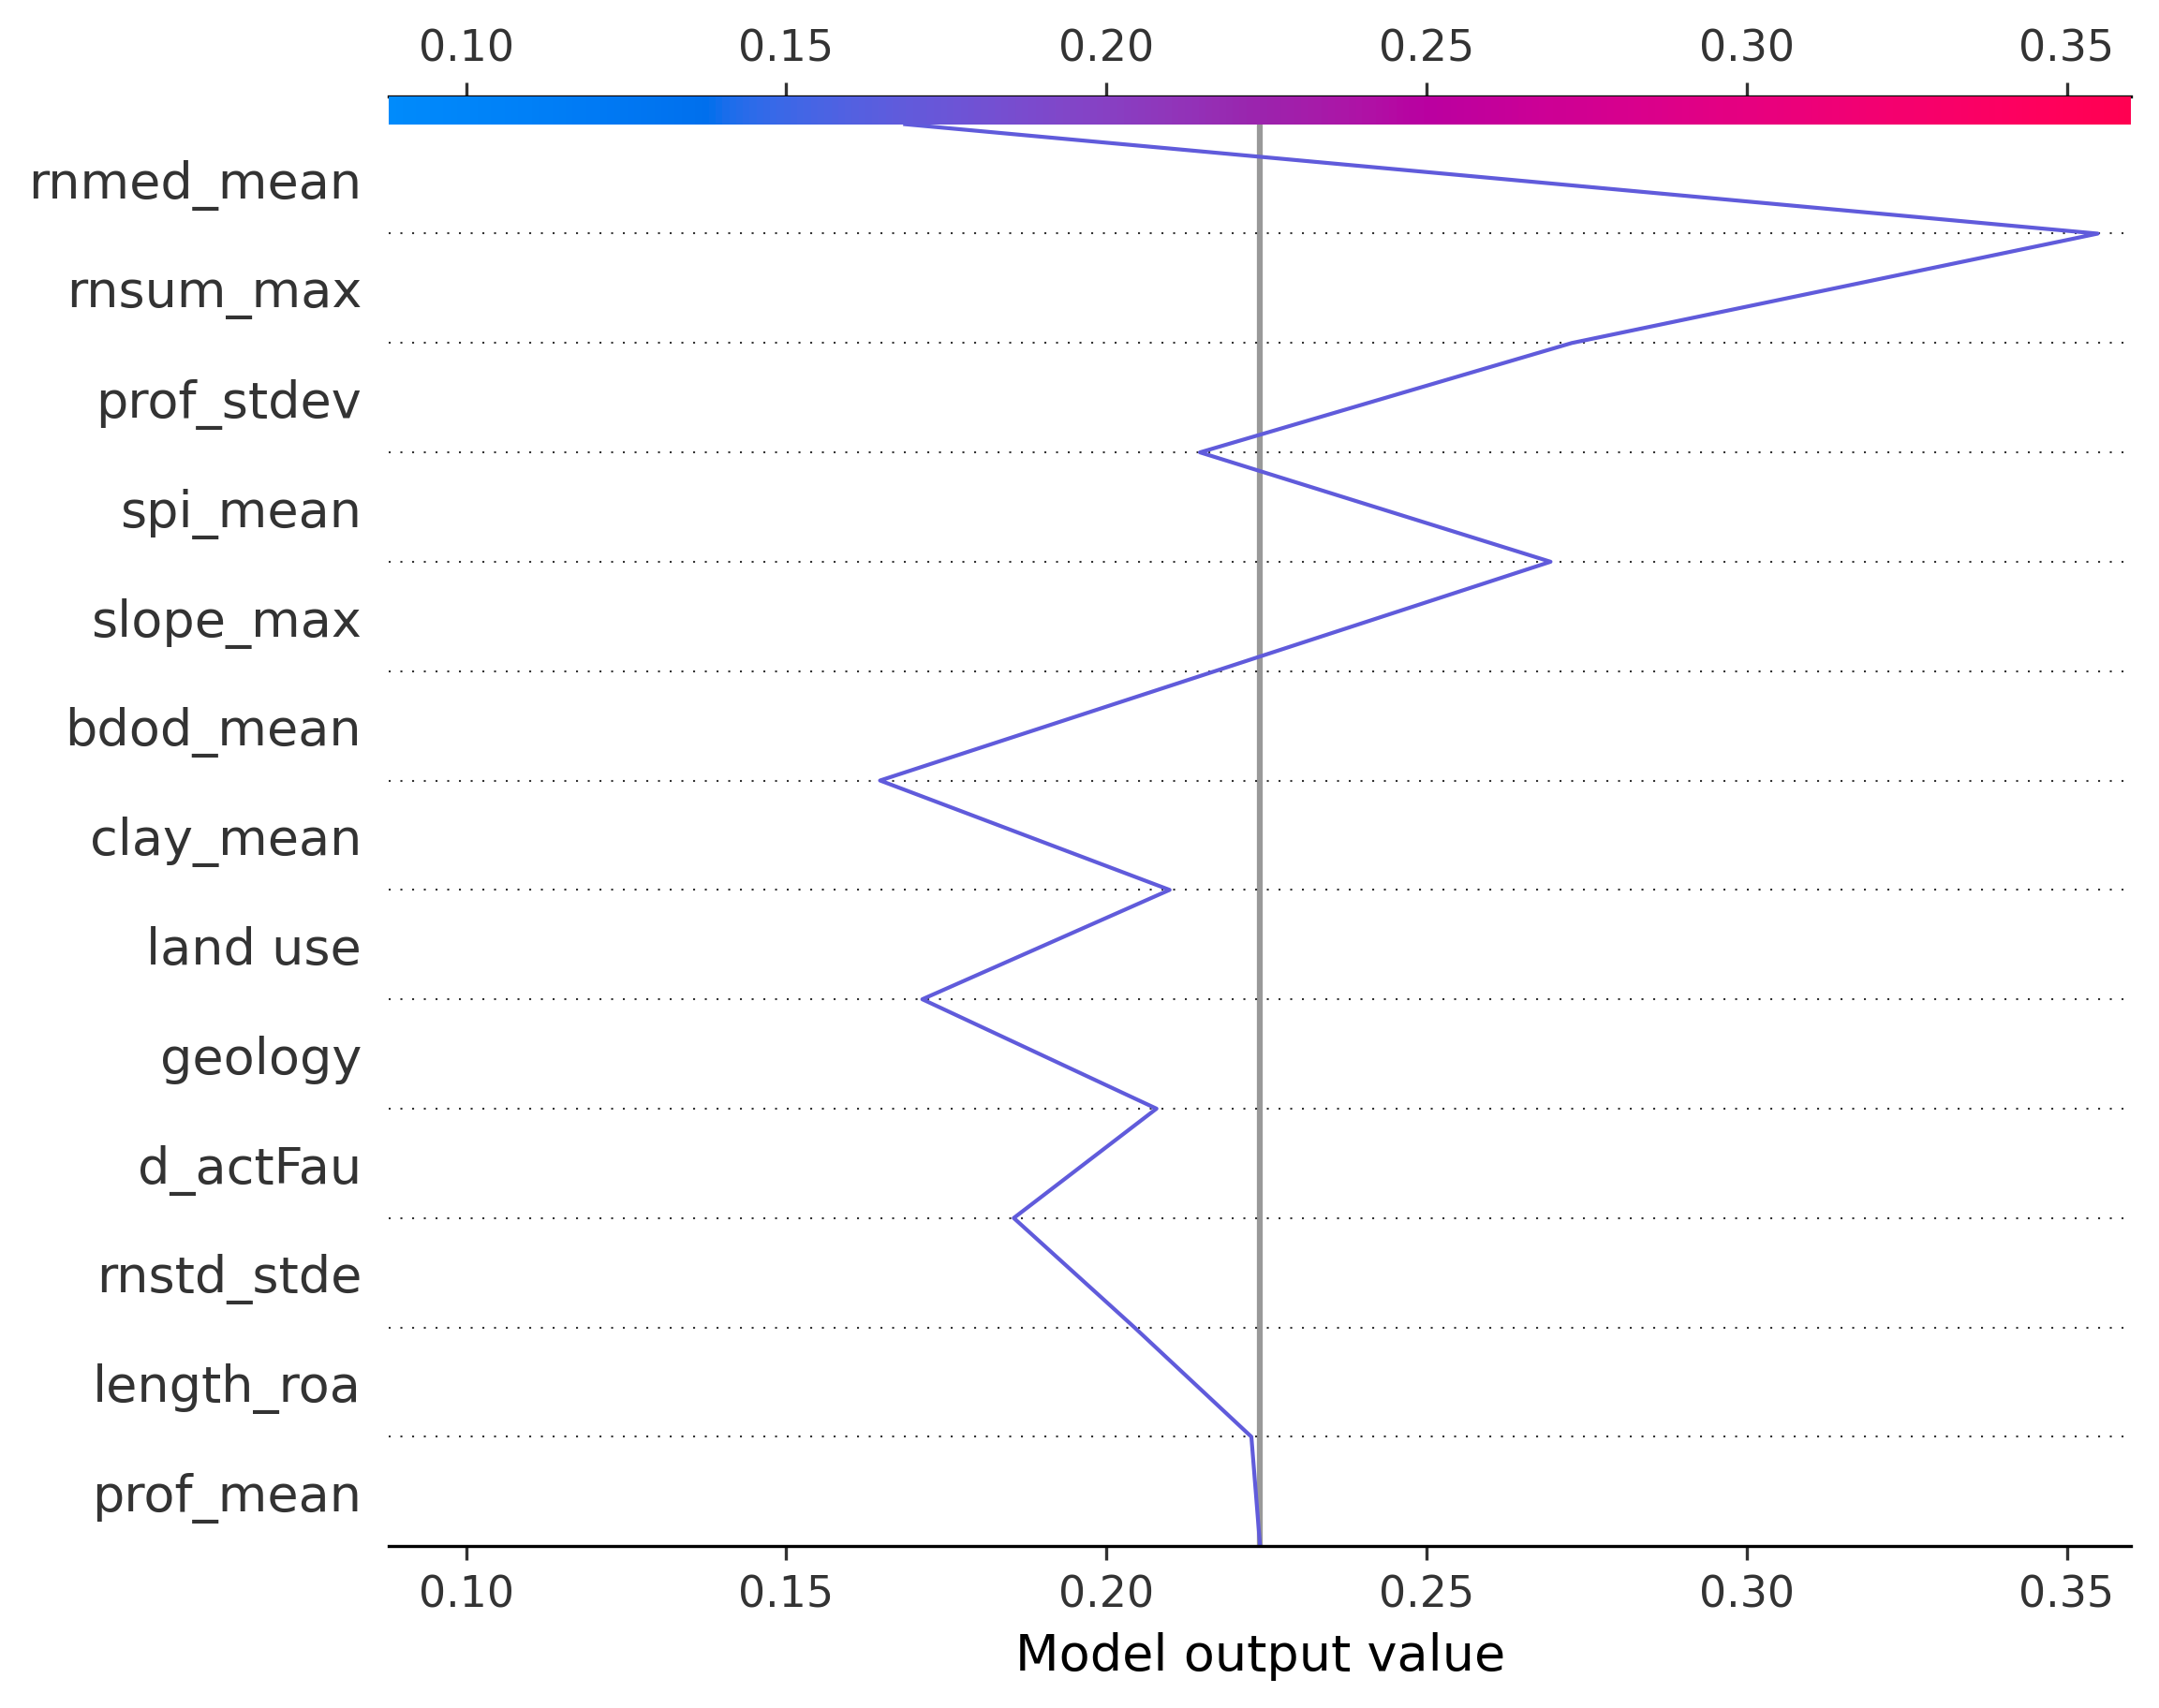 0.10 0.15 0.20 0.25 0.30 0.35
rnmed_mean
rnsum_max
prof_stdev
spi_mean
slope_max
bdod_mean
clay_mean
land use
geology
d_actFau
rnstd_stde
length_roa
prof_mean
0.10 0.15 0.20 0.25 0.30 0.35
Model output value